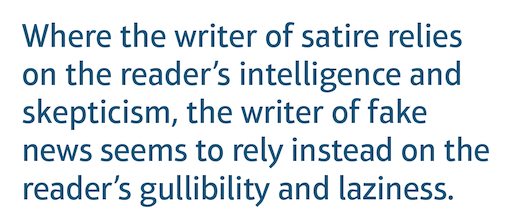 Where the writer of satire relies
on the reader’s intelligence and
skepticism, the writer of fake
news seems to rely instead on the
reader’s gullibility and laziness.